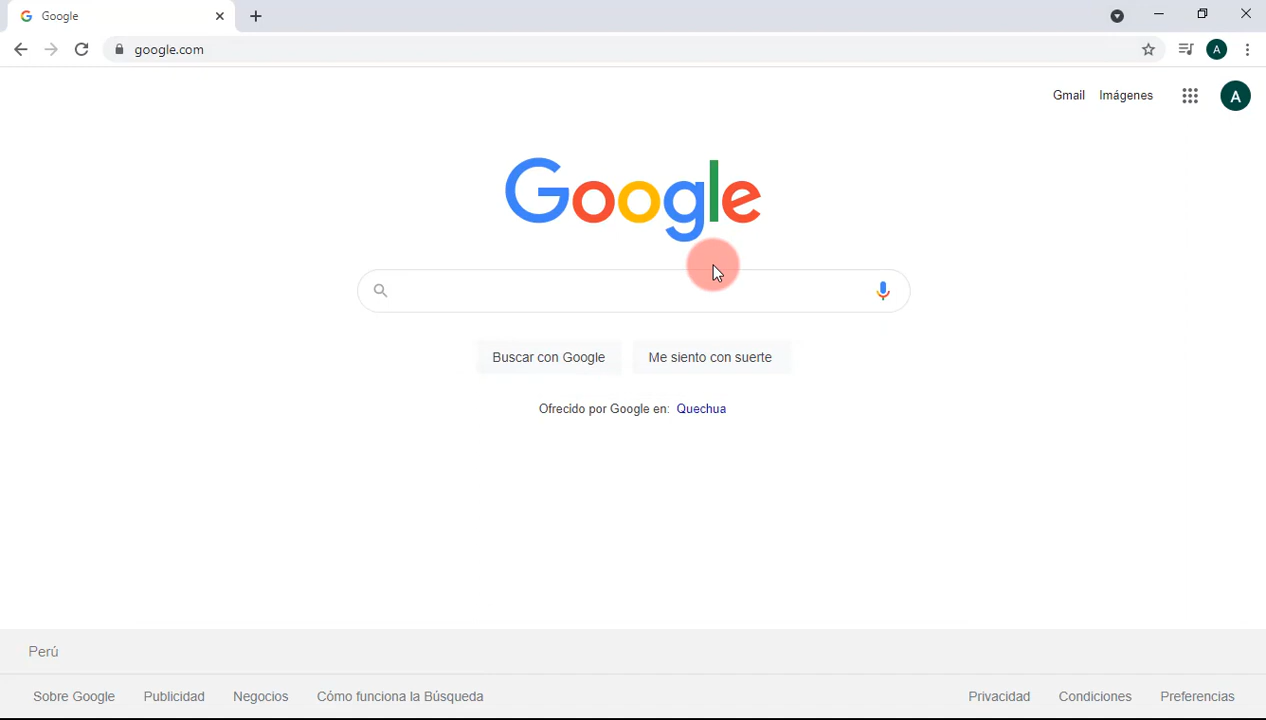 Google
google.com
A
Gmail Imágenes
A
Google
Buscar con Google Me siento con suerte
Ofrecido por Google en: Quechua
Perú
Sobre Google Publicidad Negocios Cómo funciona la Búsqueda Privacidad Condiciones Preferencias